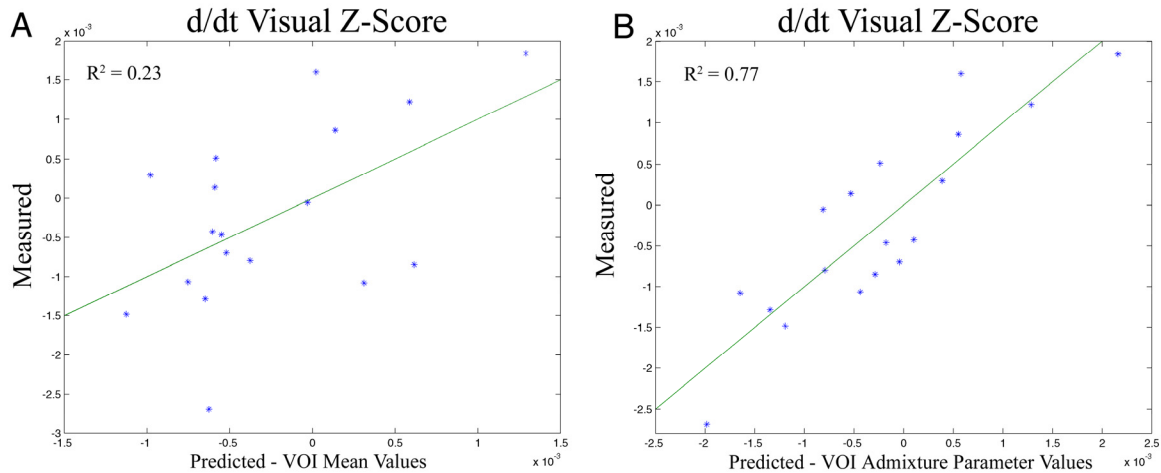 A
d/dt Visual Z-Score
x 10⁻³
2
1.5
1
0.5
0
-0.5
-1
-1.5
-2
-2.5
-3
R² = 0.23
Measured
-1.5
-1
-0.5
0
0.5
1
1.5
Predicted - VOI Mean Values
x 10⁻³
B
d/dt Visual Z-Score
x 10⁻³
2
1.5
1
0.5
0
-0.5
-1
-1.5
-2
-2.5
R² = 0.77
Measured
-2.5
-2
-1.5
-1
-0.5
0
0.5
1
1.5
2
2.5
Predicted - VOI Admixture Parameter Values
x 10⁻³